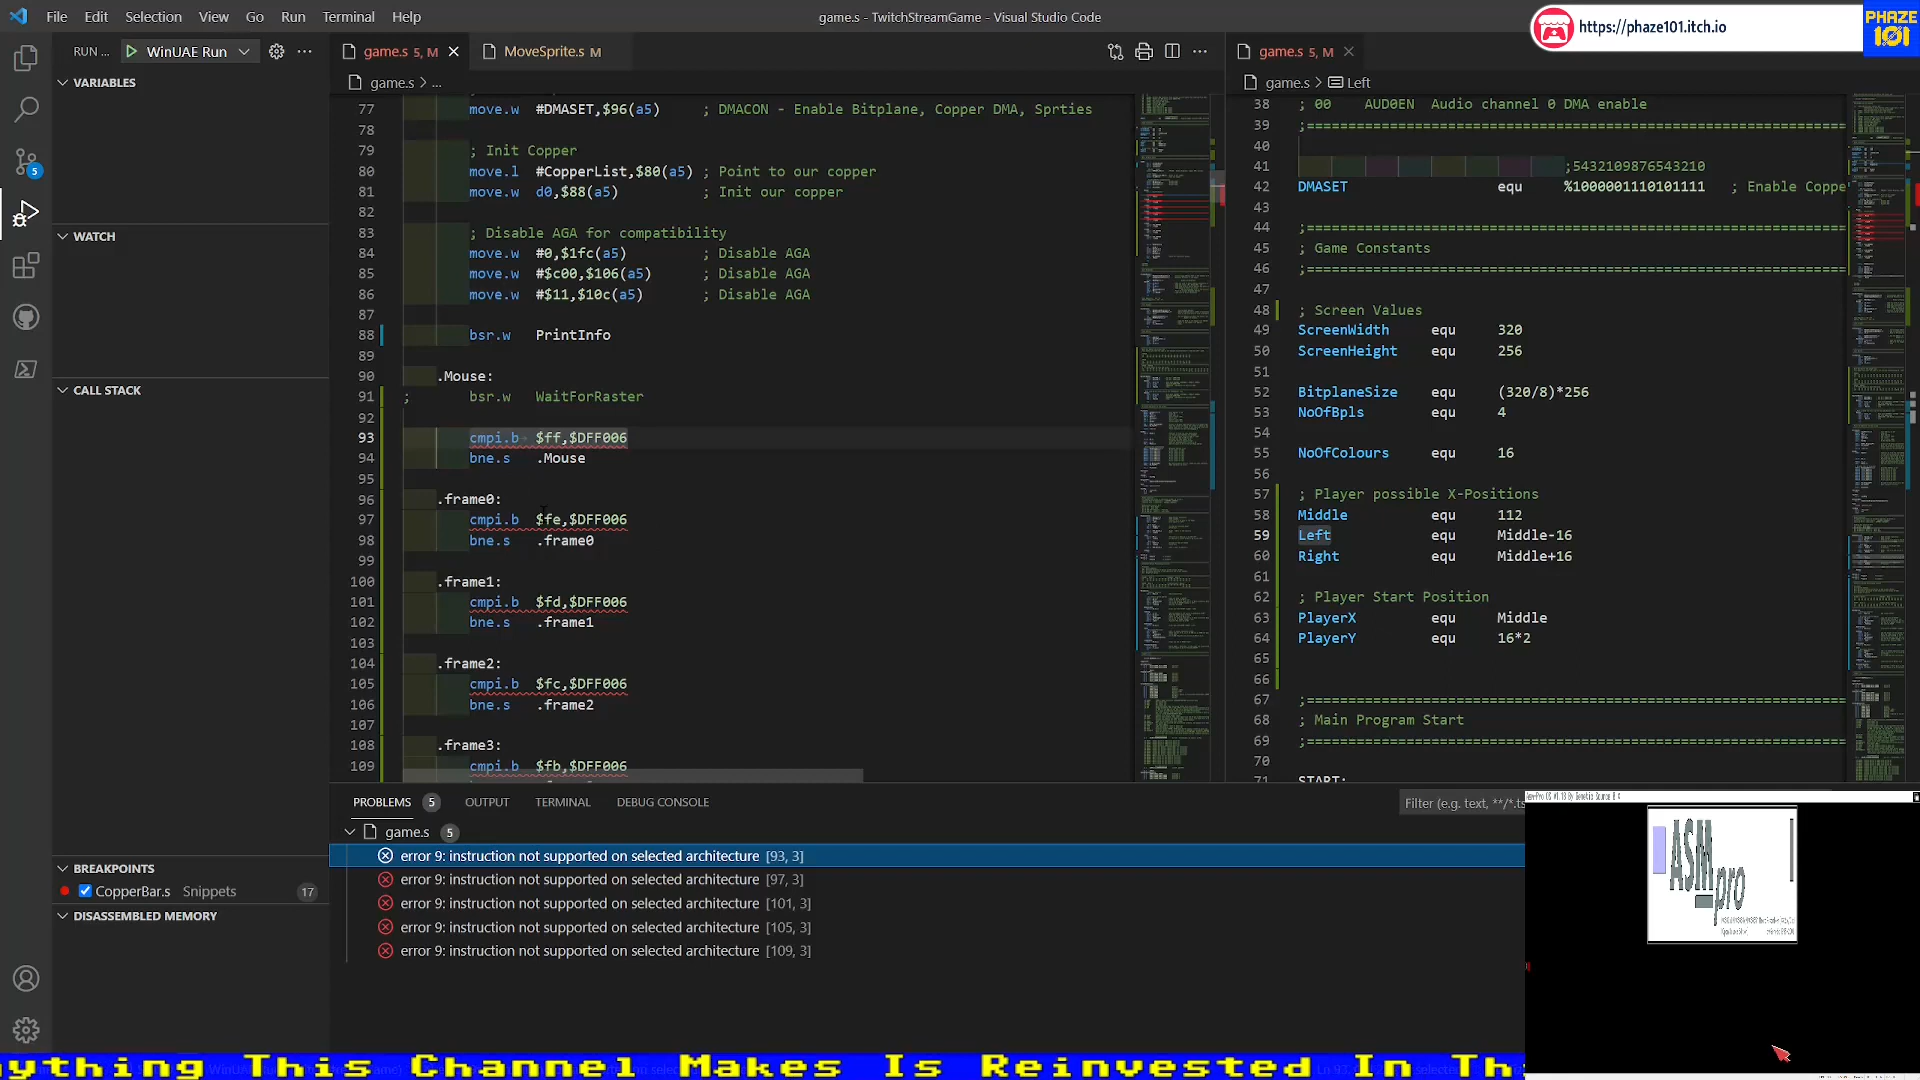 File Edit Selection View Go Run Terminal Help
game.s - TwitchStreamGame - Visual Studio Code
https://phaze101.itch.io
PHAZE
101
RUN ... WinUAE Run
game.s 5, M
MoveSprite.s M
game.s 5, M
VARIABLES
WATCH
CALL STACK
BREAKPOINTS
CopperBar.s Snippets 17
DISASSEMBLED MEMORY
5
game.s > ...
77 move.w #DMASET,$96(a5) ; DMACON - Enable Bitplane, Copper DMA, Sprties
78
79 ; Init Copper
80 move.l #CopperList,$80(a5) ; Point to our copper
81 move.w d0,$88(a5) ; Init our copper
82
83 ; Disable AGA for compatibility
84 move.w #0,$1fc(a5) ; Disable AGA
85 move.w #$c00,$106(a5) ; Disable AGA
86 move.w #$11,$10c(a5) ; Disable AGA
87
88 bsr.w PrintInfo
89
90 .Mouse:
91 ; bsr.w WaitForRaster
92
93 cmpi.b $ff,$DFF006
94 bne.s .Mouse
95
96 .frame0:
97 cmpi.b $fe,$DFF006
98 bne.s .frame0
99
100 .frame1:
101 cmpi.b $fd,$DFF006
102 bne.s .frame1
103
104 .frame2:
105 cmpi.b $fc,$DFF006
106 bne.s .frame2
107
108 .frame3:
109 cmpi.b $fb,$DFF006
game.s > Left
38 ; 00 AUD0EN Audio channel 0 DMA enable
39 ;==================================================================
40
41 ;5432109876543210
42 DMASET equ %1000001110101111 ; Enable Coppe
43
44 ;==================================================================
45 ; Game Constants
46 ;==================================================================
47
48 ; Screen Values
49 ScreenWidth equ 320
50 ScreenHeight equ 256
51
52 BitplaneSize equ (320/8)*256
53 NoOfBpls equ 4
54
55 NoOfColours equ 16
56
57 ; Player possible X-Positions
58 Middle equ 112
59 Left equ Middle-16
60 Right equ Middle+16
61
62 ; Player Start Position
63 PlayerX equ Middle
64 PlayerY equ 16*2
65
66
67 ;==================================================================
68 ; Main Program Start
69 ;==================================================================
70
71 START:
PROBLEMS 5 OUTPUT TERMINAL DEBUG CONSOLE
Filter (e.g. text, **/*.ts
game.s 5
error 9: instruction not supported on selected architecture [93, 3]
error 9: instruction not supported on selected architecture [97, 3]
error 9: instruction not supported on selected architecture [101, 3]
error 9: instruction not supported on selected architecture [105, 3]
error 9: instruction not supported on selected architecture [109, 3]
ASM
pro
ything This Channel Makes Is Reinvested In Th